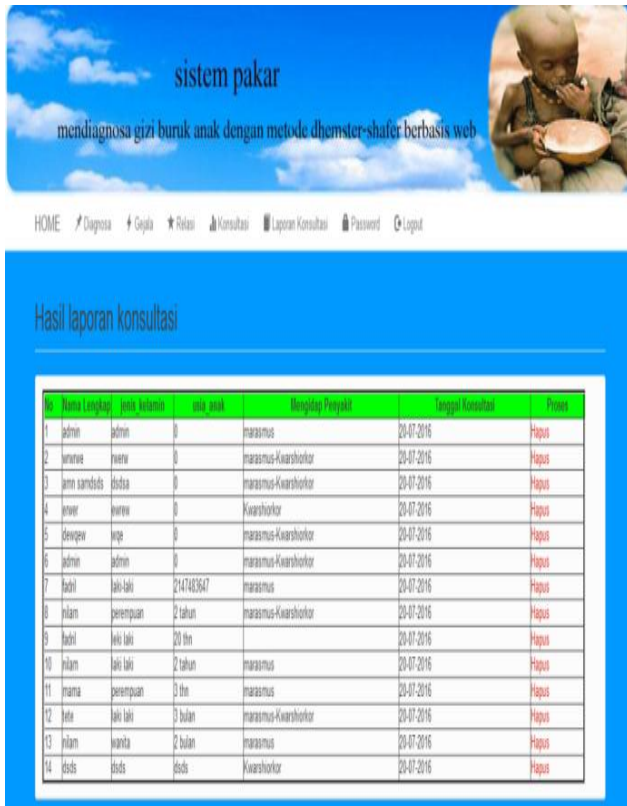 sistem pakar
mendiagnosa gizi buruk anak dengan metode dhemster-shafer berbasis web
HOME Diagnosa Gejala Relasi Konsultasi Laporan Konsultasi Password Logout
Hasil laporan konsultasi
No Nama Lengkap jenis_kelamin usia_anak Mengidap Penyakit Tanggal Konsultasi Proses
1 admin admin 0 marasmus 20-07-2016 Hapus
2 0 marasmus-Kwarshiorkor 20-07-2016 Hapus
3 amn samdsds dsdsa 0 marasmus-Kwarshiorkor 20-07-2016 Hapus
4 erwer ewrew 0 Kwarshiorkor 20-07-2016 Hapus
5 dewqew wqe 0 marasmus-Kwarshiorkor 20-07-2016 Hapus
6 admin admin 0 marasmus-Kwarshiorkor 20-07-2016 Hapus
7 fadril laki-laki 2147483647 marasmus 20-07-2016 Hapus
8 nilam perempuan 2 tahun marasmus-Kwarshiorkor 20-07-2016 Hapus
9 fadril leki laki 20 thn 20-07-2016 Hapus
10 nilam laki laki 2 tahun marasmus 20-07-2016 Hapus
11 mama perempuan 3 thn marasmus 20-07-2016 Hapus
12 tete laki laki 3 bulan marasmus-Kwarshiorkor 20-07-2016 Hapus
13 nilam wanita 2 bulan marasmus 20-07-2016 Hapus
14 dsds dsds dsds Kwarshiorkor 20-07-2016 Hapus